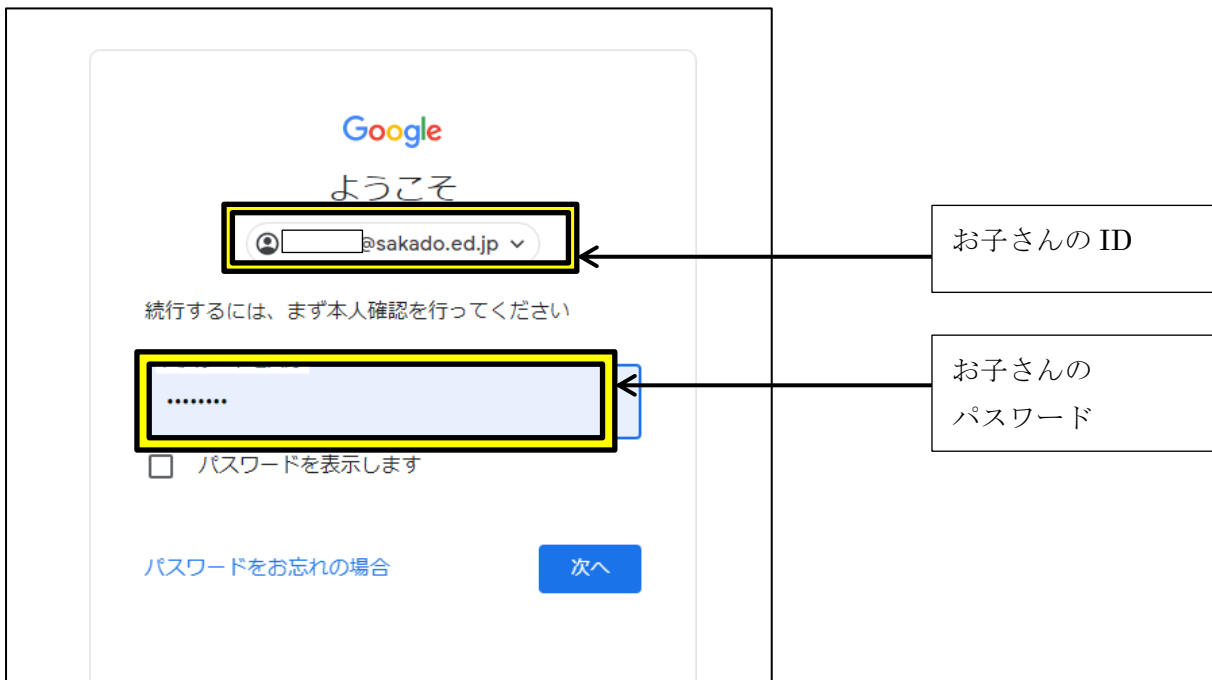 Google
ようこそ
@sakado.ed.jp
お子さんの ID
続行するには、まず本人確認を行ってください
お子さんの
パスワード
••••••••
パスワードを表示します
パスワードをお忘れの場合
次へ